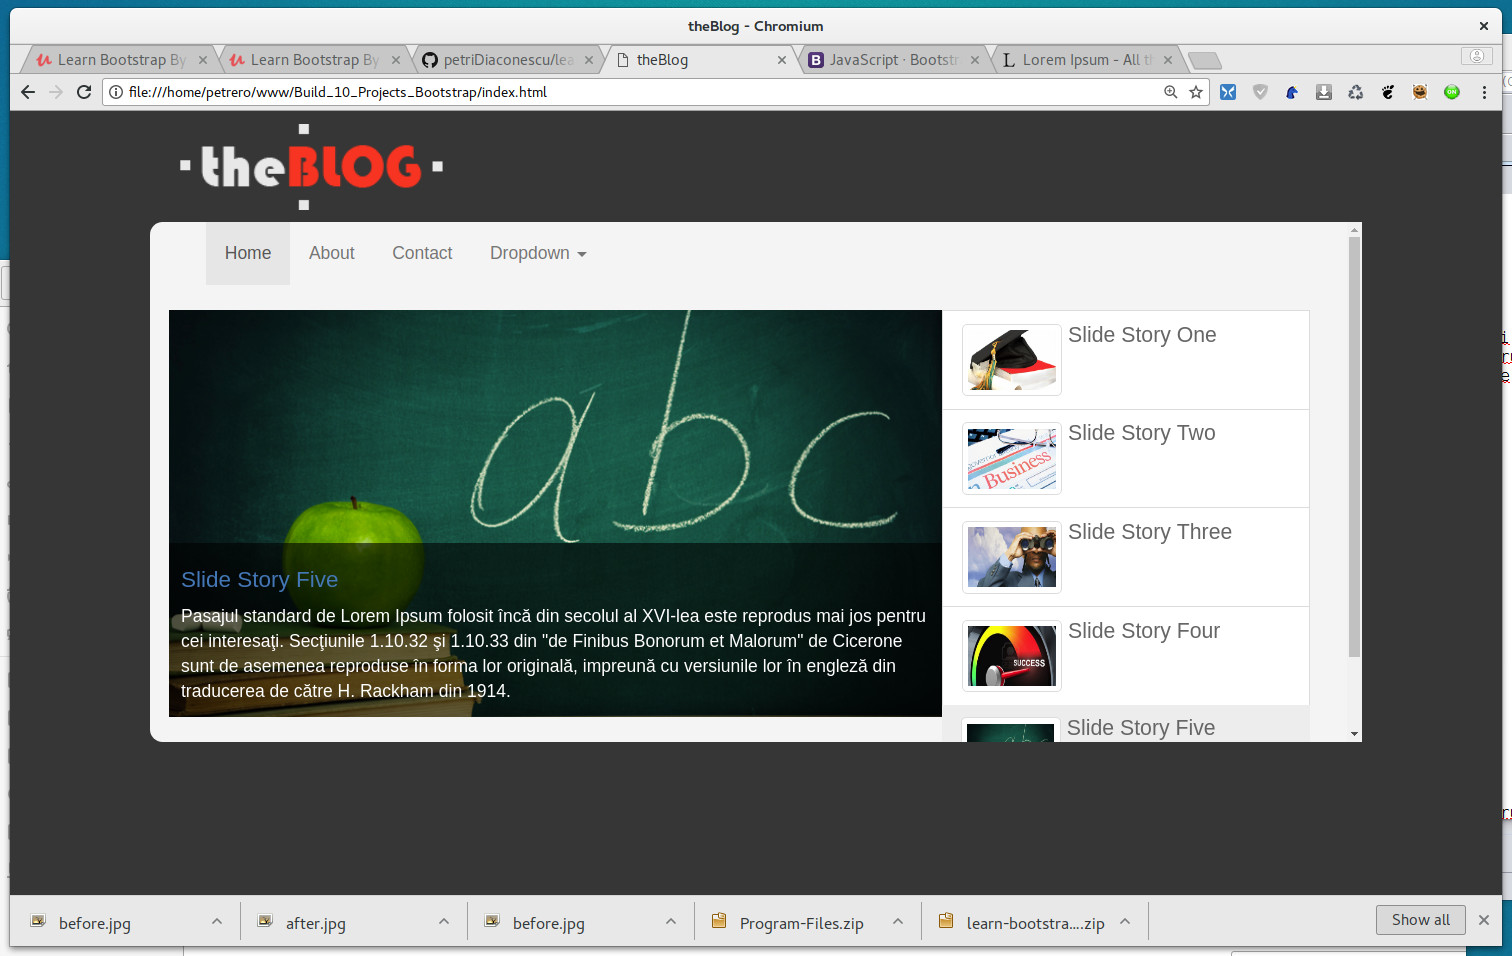 theBlog - Chromium
Learn Bootstrap By
Learn Bootstrap By
petriDiaconescu/lea
theBlog
JavaScript · Bootstr
Lorem Ipsum - All th
file:///home/petrero/www/Build_10_Projects_Bootstrap/index.html
theBLOG
Home
About
Contact
Dropdown
abc
Slide Story Five
Pasajul standard de Lorem Ipsum folosit încă din secolul al XVI-lea este reprodus mai jos pentru
cei interesaţi. Secţiunile 1.10.32 şi 1.10.33 din "de Finibus Bonorum et Malorum" de Cicerone
sunt de asemenea reproduse în forma lor originală, impreună cu versiunile lor în engleză din
traducerea de către H. Rackham din 1914.
Slide Story One
Slide Story Two
Business
Slide Story Three
Slide Story Four
SUCCESS
Slide Story Five
before.jpg
after.jpg
before.jpg
Program-Files.zip
learn-bootstra....zip
Show all